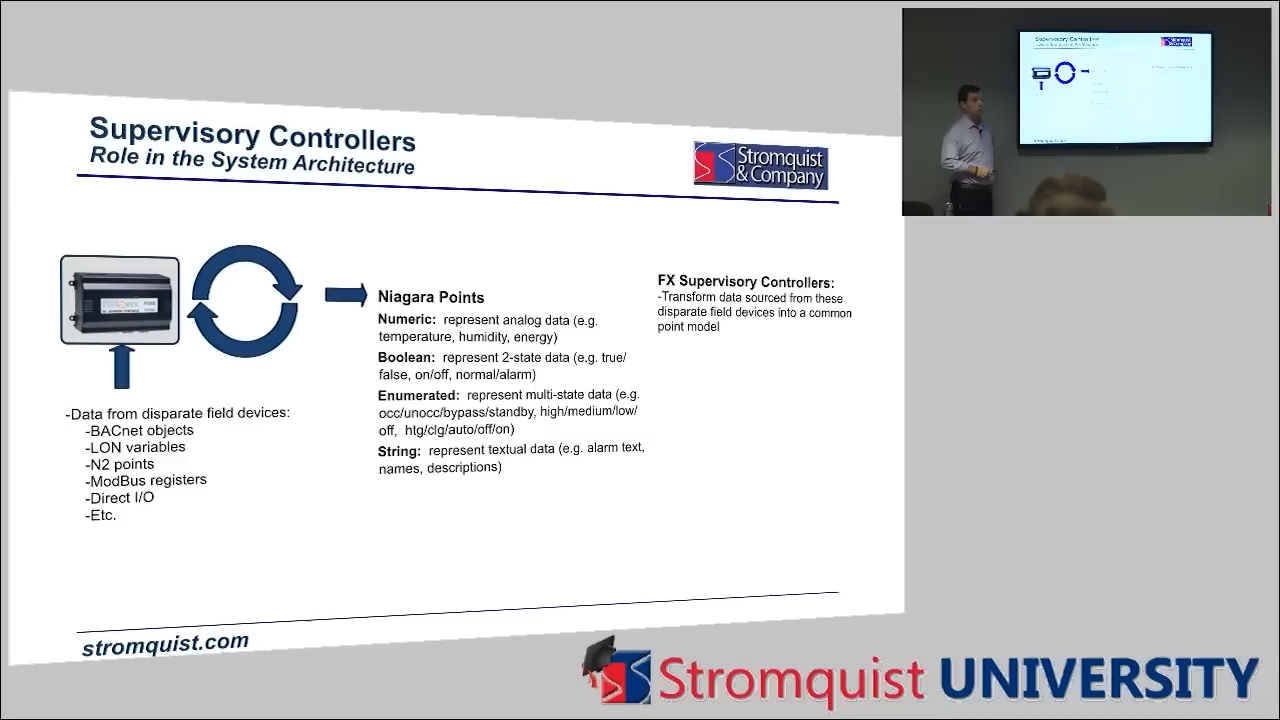 Supervisory Controllers
Role in the System Architecture
Stromquist
& Company
Niagara Points
Numeric: represent analog data (e.g.
temperature, humidity, energy)
Boolean: represent 2-state data (e.g. true/
false, on/off, normal/alarm)
Enumerated: represent multi-state data (e.g.
occ/unocc/bypass/standby, high/medium/low/
off, htg/clg/auto/off/on)
String: represent textual data (e.g. alarm text,
names, descriptions)
FX Supervisory Controllers:
-Transform data sourced from these
disparate field devices into a common
point model
-Data from disparate field devices:
-BACnet objects
-LON variables
-N2 points
-ModBus registers
-Direct I/O
-Etc.
stromquist.com
Stromquist UNIVERSITY
Supervisory Controllers
Stromquist
& Company